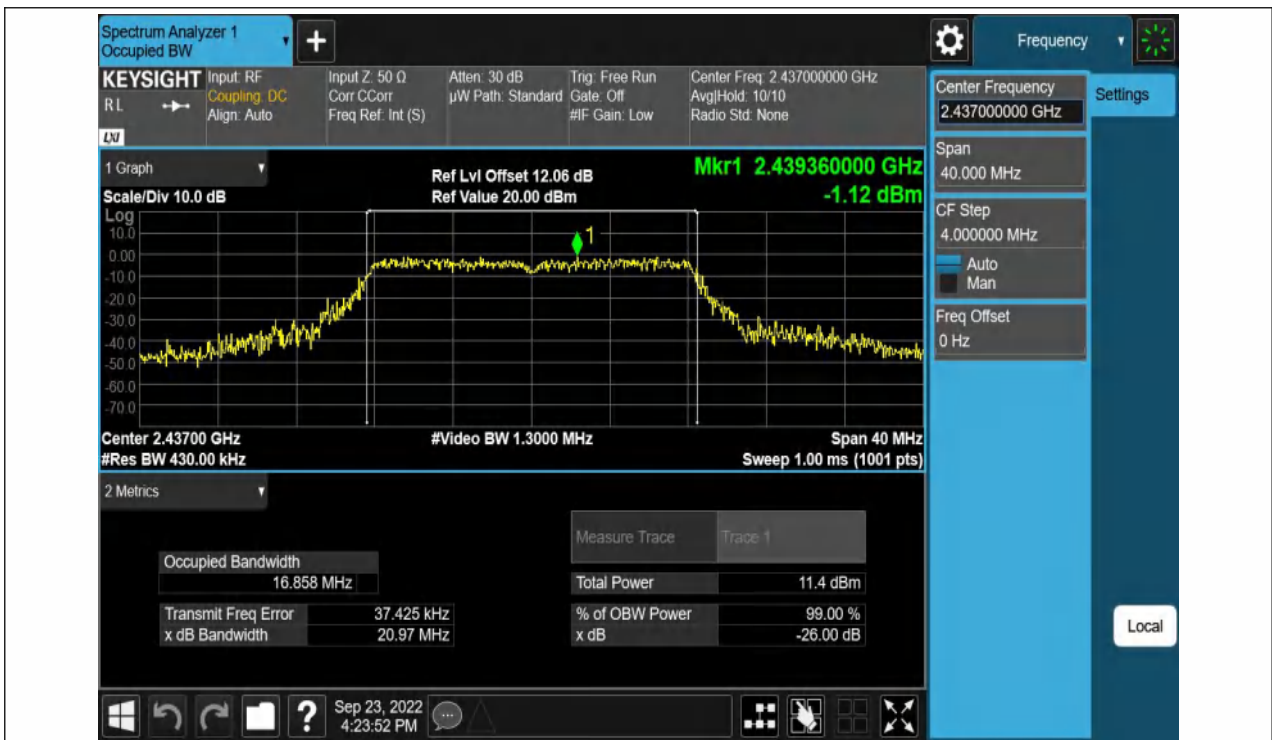 Spectrum Analyzer 1
Occupied BW
+
Frequency
KEYSIGHT
RL
LXI
Input: RF
Coupling: DC
Align: Auto
Input Z: 50 Ω
Corr CCorr
Freq Ref: Int (S)
Atten: 30 dB
µW Path: Standard
Trig: Free Run
Gate: Off
#IF Gain: Low
Center Freq: 2.437000000 GHz
Avg|Hold: 10/10
Radio Std: None
Center Frequency
2.437000000 GHz
Settings
Span
40.000 MHz
CF Step
4.000000 MHz
Auto
Man
Freq Offset
0 Hz
Local
1 Graph
Scale/Div 10.0 dB
Ref Lvl Offset 12.06 dB
Ref Value 20.00 dBm
Mkr1 2.439360000 GHz
-1.12 dBm
Log
10.0
0.00
-10.0
-20.0
-30.0
-40.0
-50.0
-60.0
-70.0
1
Center 2.43700 GHz
#Video BW 1.3000 MHz
Span 40 MHz
#Res BW 430.00 kHz
Sweep 1.00 ms (1001 pts)
2 Metrics
Measure Trace
Trace 1
Occupied Bandwidth
16.858 MHz
Total Power
11.4 dBm
Transmit Freq Error
37.425 kHz
% of OBW Power
99.00 %
x dB Bandwidth
20.97 MHz
x dB
-26.00 dB
?
Sep 23, 2022
4:23:52 PM